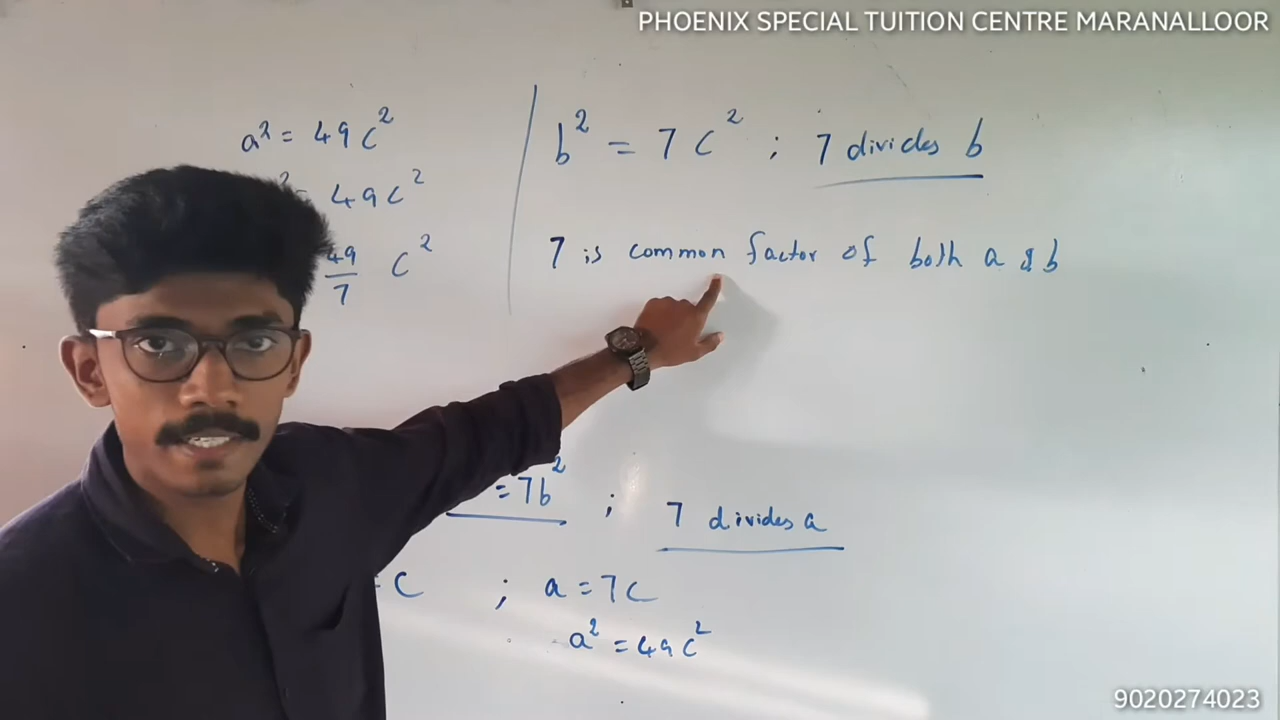 PHOENIX SPECIAL TUITION CENTRE MARANALLOOR
a² = 49c²
² = 49c²
49/7 c²
b² = 7c² ; 7 divides b
7 is common factor of both a & b
= 7b² ; 7 divides a
C ; a = 7C
a² = 49c²
9020274023